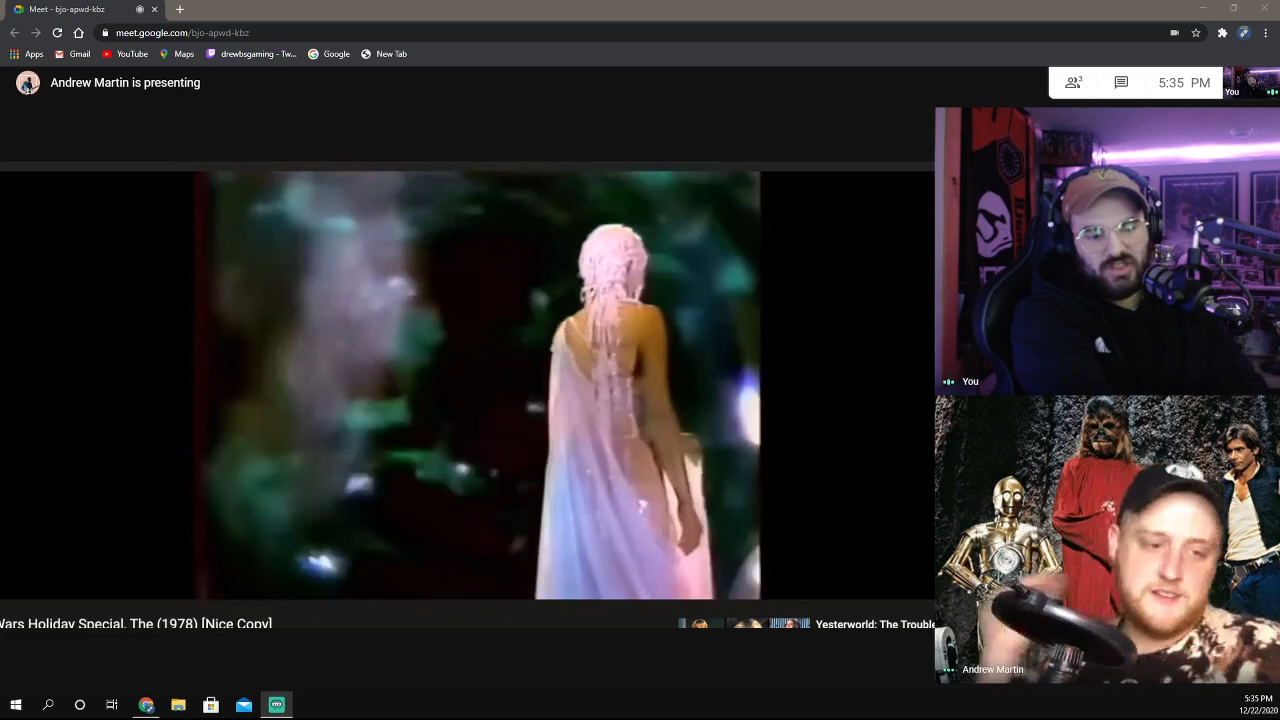 Meet - bjo-apwd-kbz
meet.google.com/bjo-apwd-kbz
Apps
Gmail
YouTube
Maps
drewbsgaming - Tw...
Google
New Tab
Andrew Martin is presenting
3
5:35 PM
You
You
Andrew Martin
Wars Holiday Special, The (1978) [Nice Copy]
Yesterworld: The Trouble
5:35 PM
12/22/2020